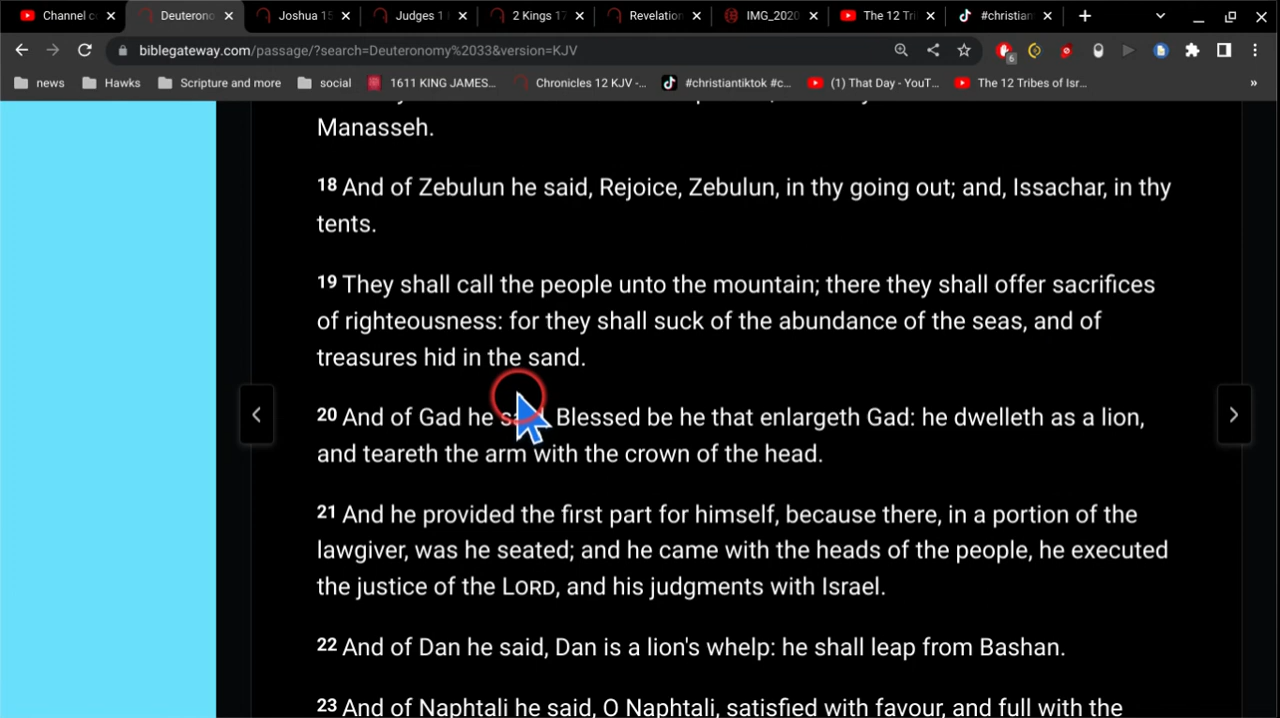 Channel c
Deuterono
Joshua 15
Judges 1
2 Kings 17
Revelation
IMG_2020
The 12 Tri
#christian
biblegateway.com/passage/?search=Deuteronomy%2033&version=KJV
6
news
Hawks
Scripture and more
social
1611 KING JAMES...
Chronicles 12 KJV -...
#christiantiktok #c...
(1) That Day - YouT...
The 12 Tribes of Isr...
»
Manasseh.
18 And of Zebulun he said, Rejoice, Zebulun, in thy going out; and, Issachar, in thy
tents.
19 They shall call the people unto the mountain; there they shall offer sacrifices
of righteousness: for they shall suck of the abundance of the seas, and of
treasures hid in the sand.
20 And of Gad he said, Blessed be he that enlargeth Gad: he dwelleth as a lion,
and teareth the arm with the crown of the head.
21 And he provided the first part for himself, because there, in a portion of the
lawgiver, was he seated; and he came with the heads of the people, he executed
the justice of the LORD, and his judgments with Israel.
22 And of Dan he said, Dan is a lion's whelp: he shall leap from Bashan.
23 And of Naphtali he said, O Naphtali, satisfied with favour, and full with the